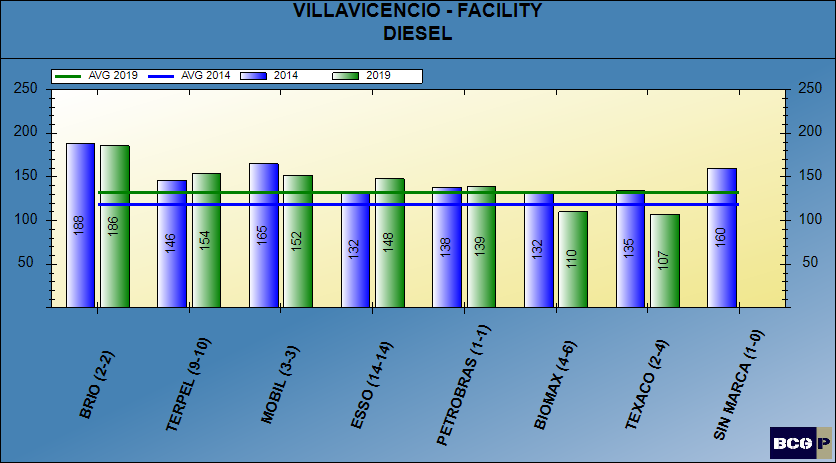 VILLAVICENCIO - FACILITY
DIESEL
AVG 2019 AVG 2014 2014 2019
250 250
200 200
150 150
100 100
50 50
188 186 146 154 165 152 132 148 138 139 132 110 135 107 160
BRIO (2-2)
TERPEL (9-10)
MOBIL (3-3)
ESSO (14-14)
PETROBRAS (1-1)
BIOMAX (4-6)
TEXACO (2-4)
SIN MARCA (1-0)
BCG P